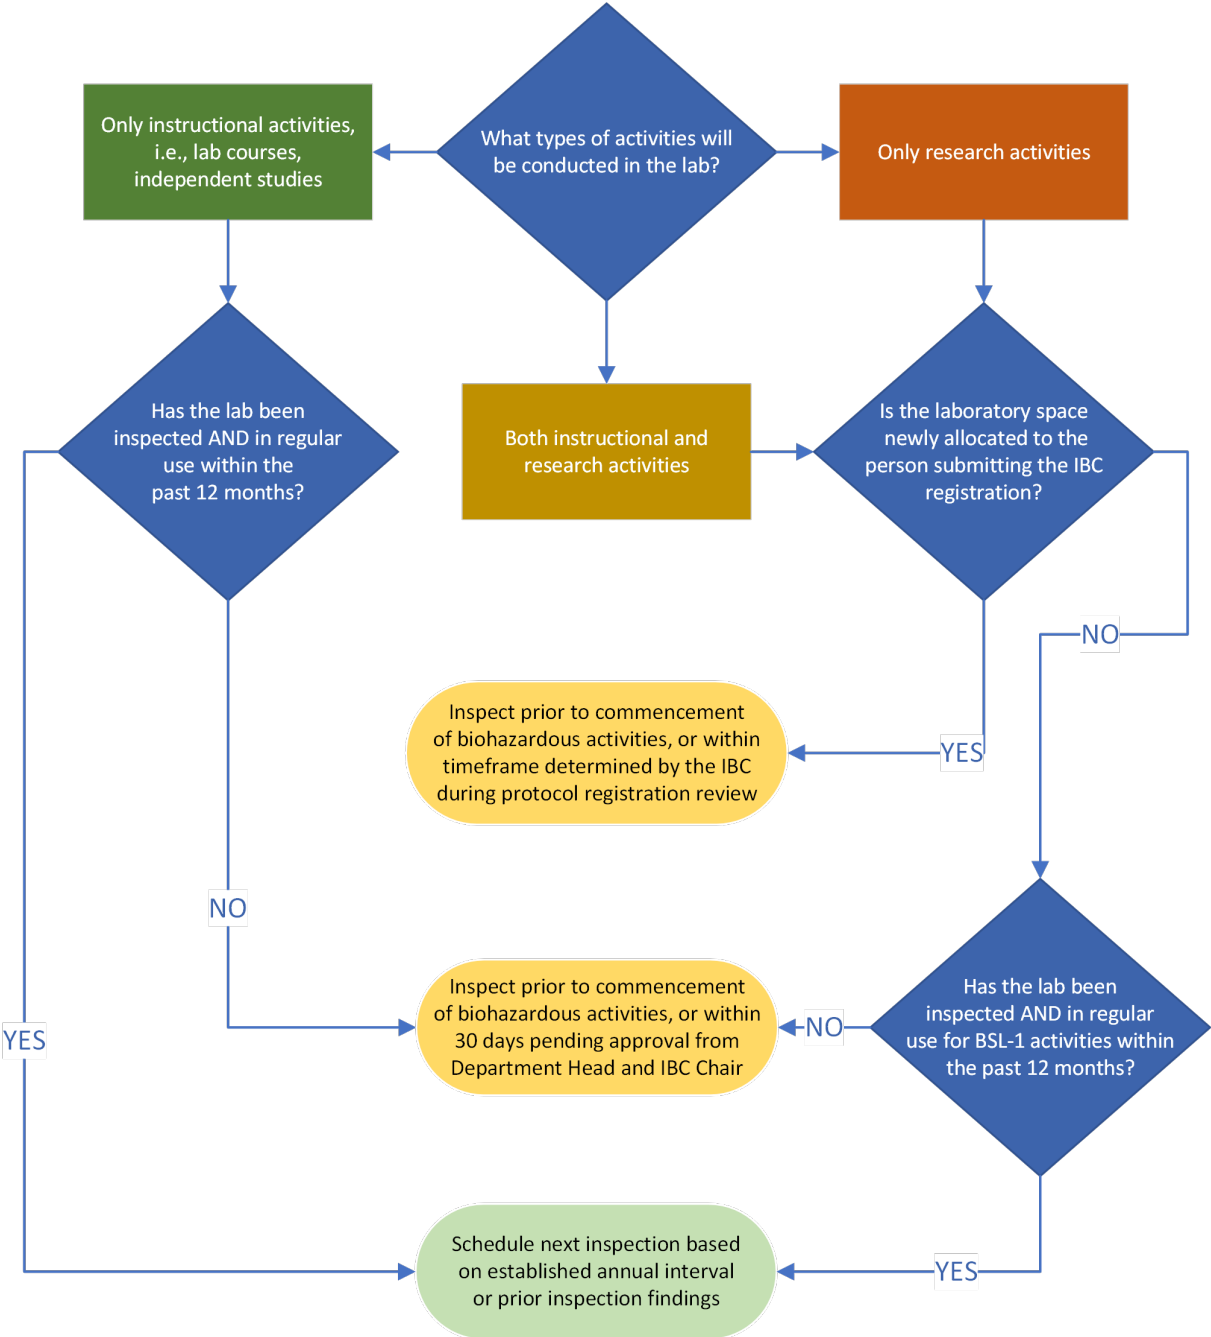 Only instructional activities,
i.e., lab courses,
independent studies
What types of activities will
be conducted in the lab?
Only research activities
Has the lab been
inspected AND in regular
use within the
past 12 months?
Both instructional and
research activities
Is the laboratory space
newly allocated to the
person submitting the IBC
registration?
NO
Inspect prior to commencement
of biohazardous activities, or within
timeframe determined by the IBC
during protocol registration review
YES
NO
Inspect prior to commencement
of biohazardous activities, or within
30 days pending approval from
Department Head and IBC Chair
NO
Has the lab been
inspected AND in regular
use for BSL-1 activities within
the past 12 months?
YES
Schedule next inspection based
on established annual interval
or prior inspection findings
YES